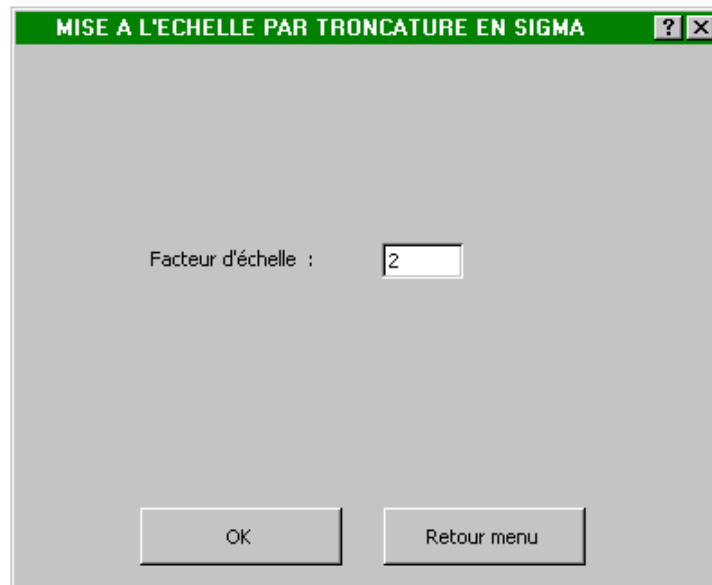 MISE A L'ECHELLE PAR TRONCATURE EN SIGMA ? X
Facteur d'échelle : 2
OK Retour menu